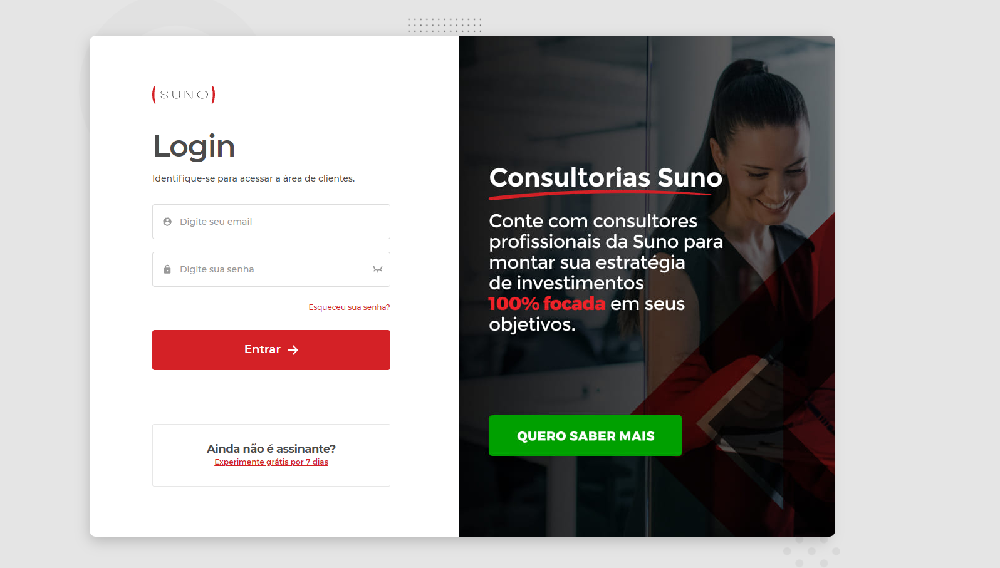 (SUNO)
Login
Identifique-se para acessar a área de clientes.
Digite seu email
Digite sua senha
Esqueceu sua senha?
Entrar →
Ainda não é assinante?
Experimente grátis por 7 dias
Consultorias Suno
Conte com consultores
profissionais da Suno para
montar sua estratégia
de investimentos
100% focada em seus
objetivos.
QUERO SABER MAIS